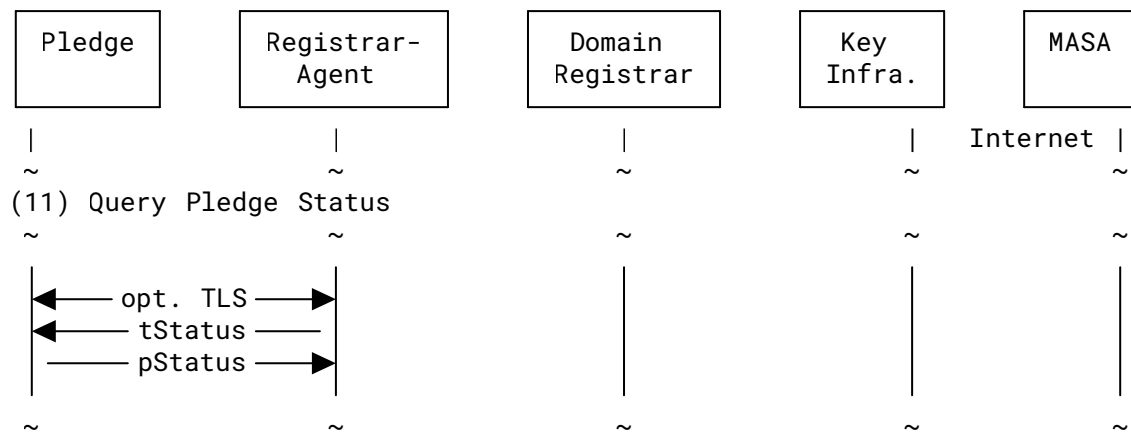 Pledge Registrar- Domain Key MASA
Agent Registrar Infra.
| | | | Internet |
~ ~ ~ ~ ~
(11) Query Pledge Status
~ ~ ~ ~ ~
opt. TLS
tStatus
pStatus
~ ~ ~ ~ ~